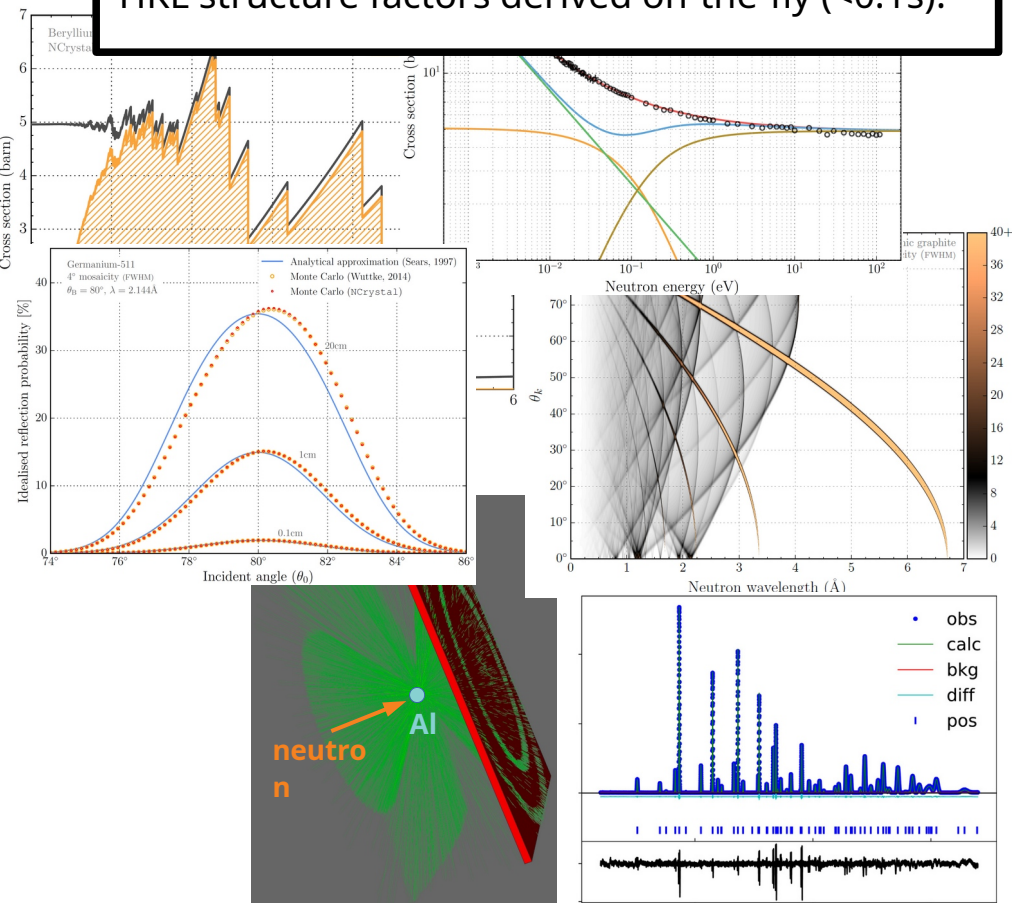 HKL structure factors derived on-the-fly (<0.1s).
7
6
5
4
3
Cross section (barn)
NCrystal
10¹
Cross section (b
10⁻² 10⁻¹ 10⁰ 10¹ 10²
Neutron energy (eV)
Germanium-511
4° mosaicity (FWHM)
θB = 80°, λ = 2.144Å
Analytical approximation (Sears, 1997)
Monte Carlo (Wuttke, 2014)
Monte Carlo (NCrystal)
20cm
1cm
0.1cm
40
30
20
10
0
Idealised reflection probability [%]
74° 76° 78° 80° 82° 84° 86°
Incident angle (θ₀)
6
graphite
(FWHM)
θk
70°
60°
50°
40°
30°
20°
10°
0°
0 1 2 3 4 5 6 7
Neutron wavelength (Å)
40+
36
32
28
24
20
16
12
8
4
0
Al
neutro
n
obs
calc
bkg
diff
pos